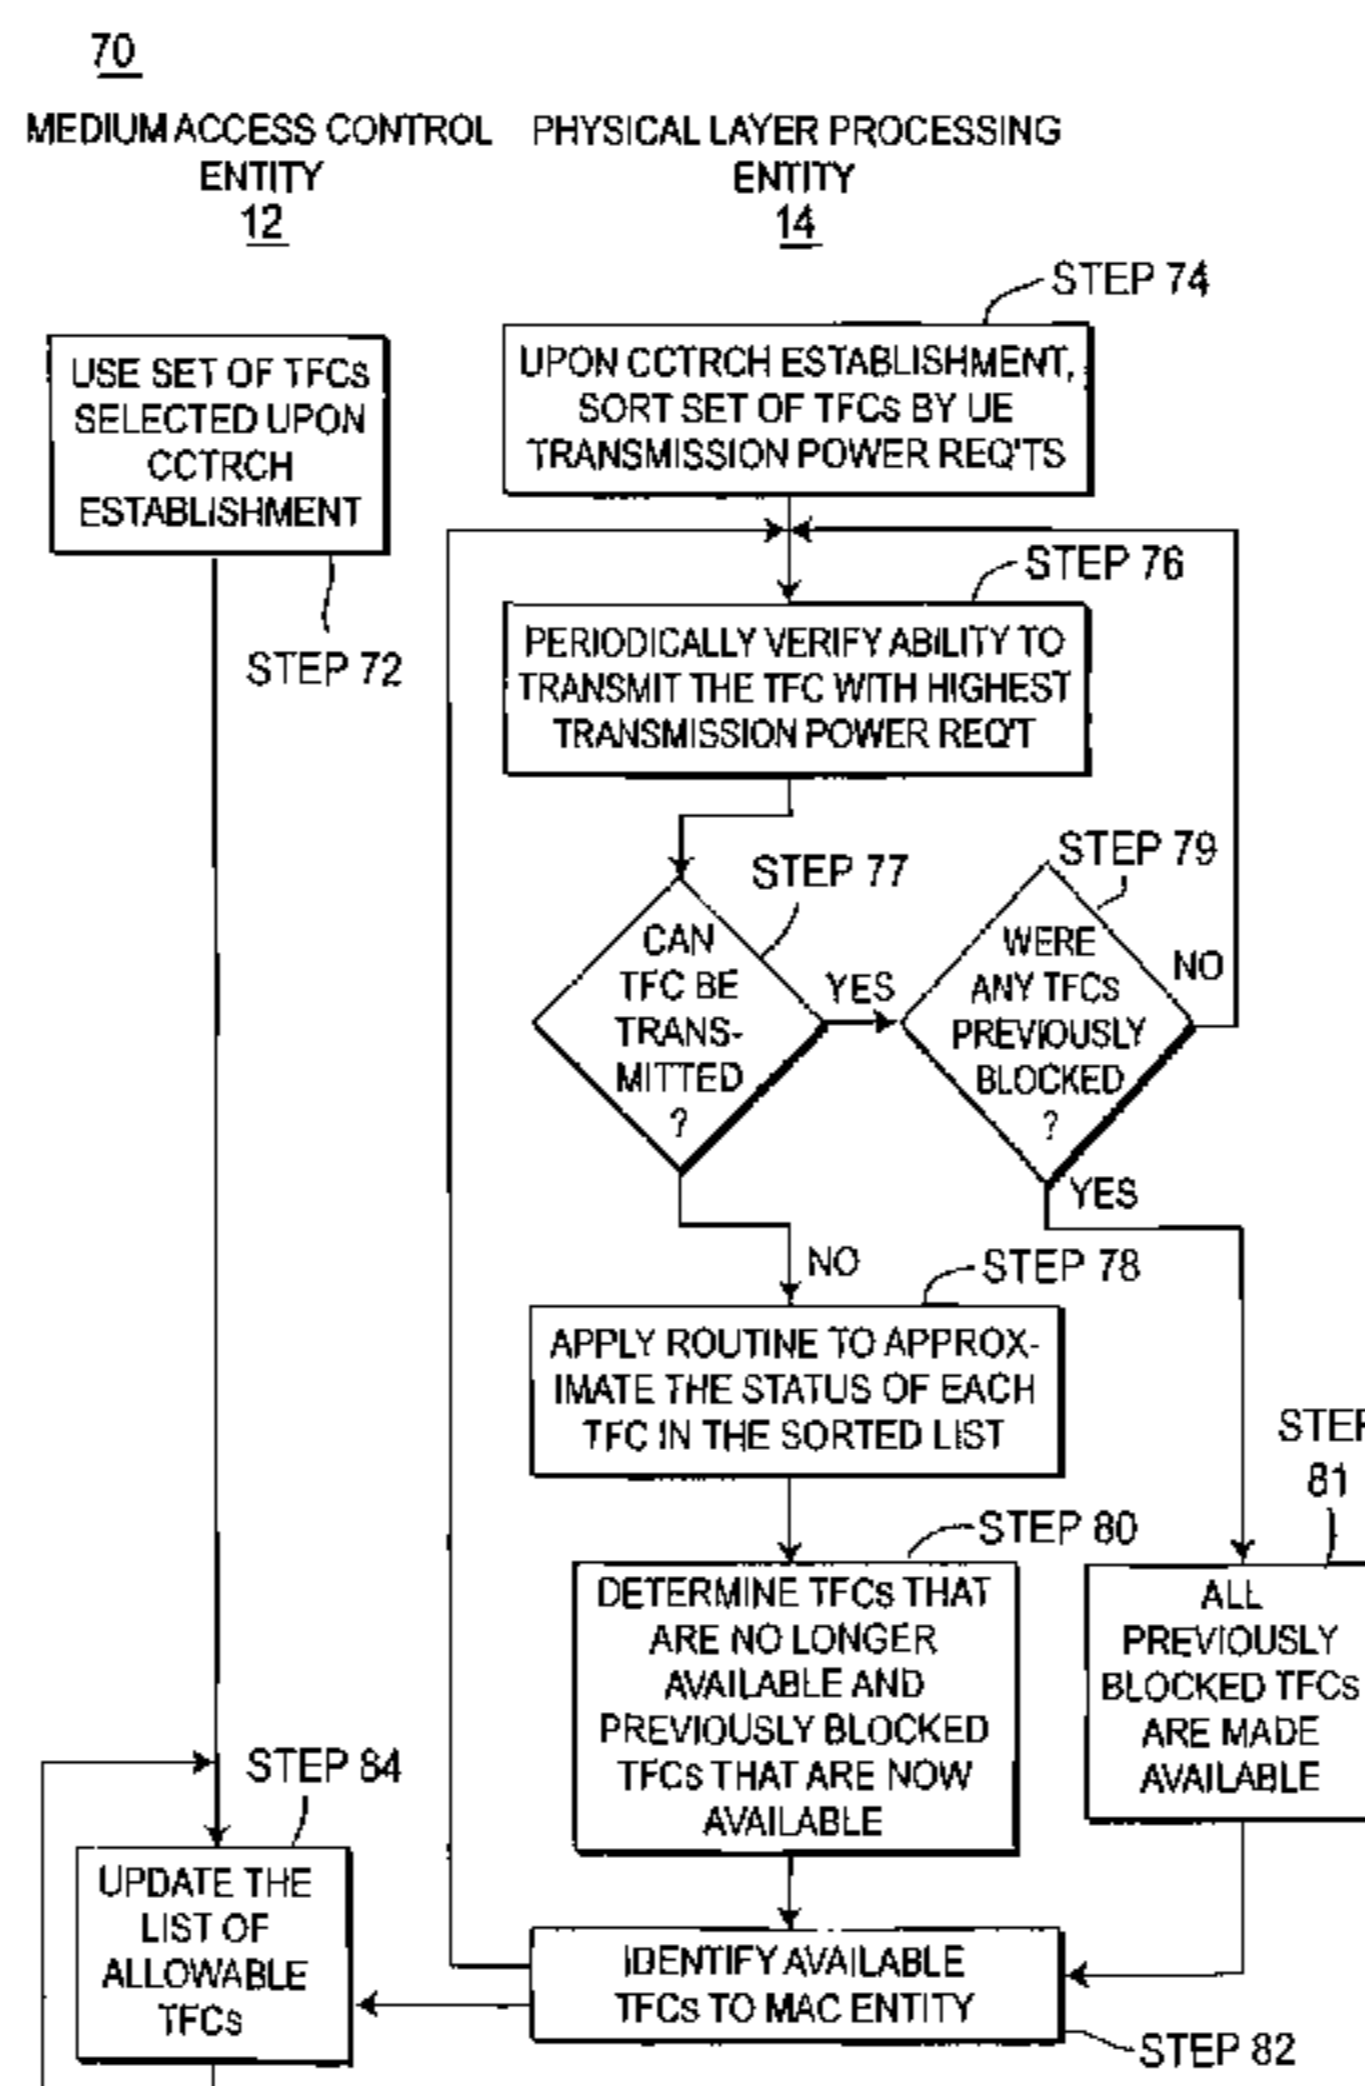 70
MEDIUM ACCESS CONTROL
ENTITY
12
PHYSICAL LAYER PROCESSING
ENTITY
14
STEP 74
UPON CCTRCH ESTABLISHMENT,
SORT SET OF TFCs BY UE
TRANSMISSION POWER REQ'TS
USE SET OF TFCs
SELECTED UPON
CCTRCH
ESTABLISHMENT
STEP 72
STEP 76
PERIODICALLY VERIFY ABILITY TO
TRANSMIT THE TFC WITH HIGHEST
TRANSMISSION POWER REQ'T
STEP 77
CAN
TFC BE
TRANS-
MITTED
?
YES
STEP 79
WERE
ANY TFCs
PREVIOUSLY
BLOCKED
?
NO
YES
NO
STEP 78
APPLY ROUTINE TO APPROX-
IMATE THE STATUS OF EACH
TFC IN THE SORTED LIST
STEP
81
STEP 80
DETERMINE TFCs THAT
ARE NO LONGER
AVAILABLE AND
PREVIOUSLY BLOCKED
TFCs THAT ARE NOW
AVAILABLE
ALL
PREVIOUSLY
BLOCKED TFCs
ARE MADE
AVAILABLE
STEP 84
UPDATE THE
LIST OF
ALLOWABLE
TFCs
IDENTIFY AVAILABLE
TFCs TO MAC ENTITY
STEP 82